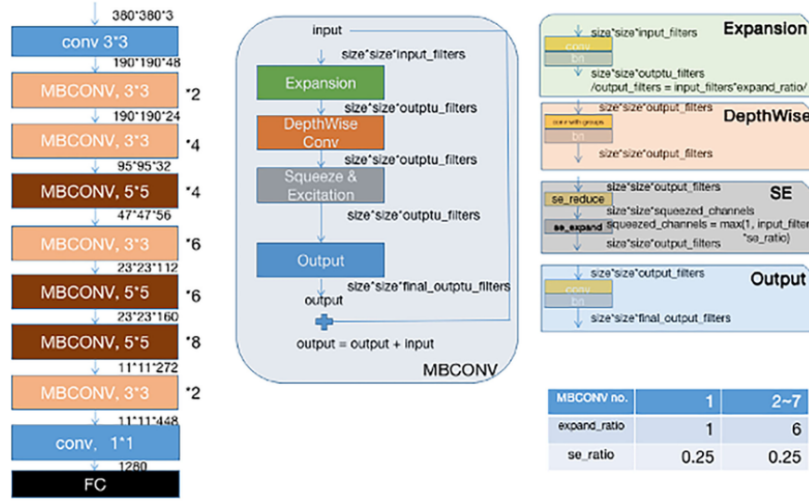 380*380*3
conv 3*3
190*190*48
MBCONV, 3*3 *2
190*190*24
MBCONV, 3*3 *4
95*95*32
MBCONV, 5*5 *4
47*47*56
MBCONV, 3*3 *6
23*23*112
MBCONV, 5*5 *6
23*23*160
MBCONV, 5*5 *8
11*11*272
MBCONV, 3*3 *2
11*11*448
conv, 1*1
1280
FC
input
size*size*input_filters
Expansion
size*size*outptu_filters
DepthWise
Conv
size*size*outptu_filters
Squeeze &
Excitation
size*size*outptu_filters
Output
size*size*final_outptu_filters
output
output = output + input
MBCONV
Expansion
size*size*input_filters
conv
bn
size*size*outptu_filters
/output_filters = input_filters*expand_ratio/
DepthWise
size*size*output_filters
conv with groups
bn
size*size*output_filters
SE
size*size*output_filters
se_reduce
size*size*squeezed_channels
squeezed_channels = max(1, input_filter
se_expand
*se_ratio)
size*size*output_filters
Output
size*size*output_filters
conv
bn
size*size*final_output_filters
MBCONV no. 1 2~7
expand_ratio 1 6
se_ratio 0.25 0.25